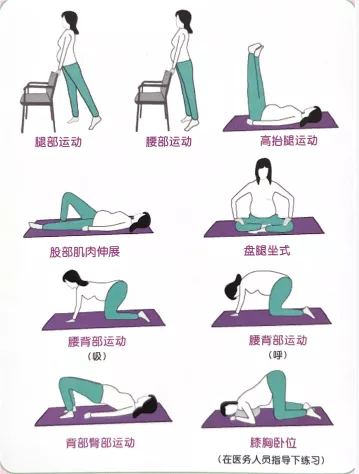 腿部运动
腰部运动
高抬腿运动
股部肌肉伸展
盘腿坐式
腰背部运动
(吸)
腰背部运动
(呼)
背部臀部运动
膝胸卧位
(在医务人员指导下练习)